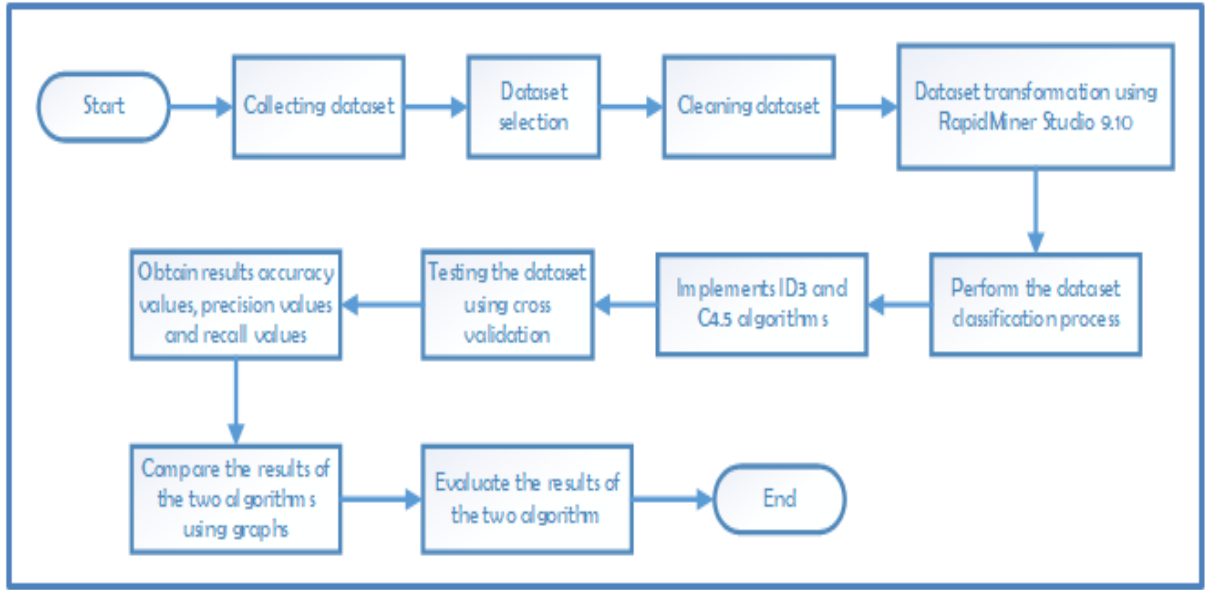 Start
Collecting dataset
Dataset
selection
Cleaning dataset
Dataset transformation using
RapidMiner Studio 9.10
Perform the dataset
classification process
Implements ID3 and
C4.5 algorithms
Testing the dataset
using cross
validation
Obtain results accuracy
values, precision values
and recall values
Compare the results of
the two algorithms
using graphs
Evaluate the results of
the two algorithm
End